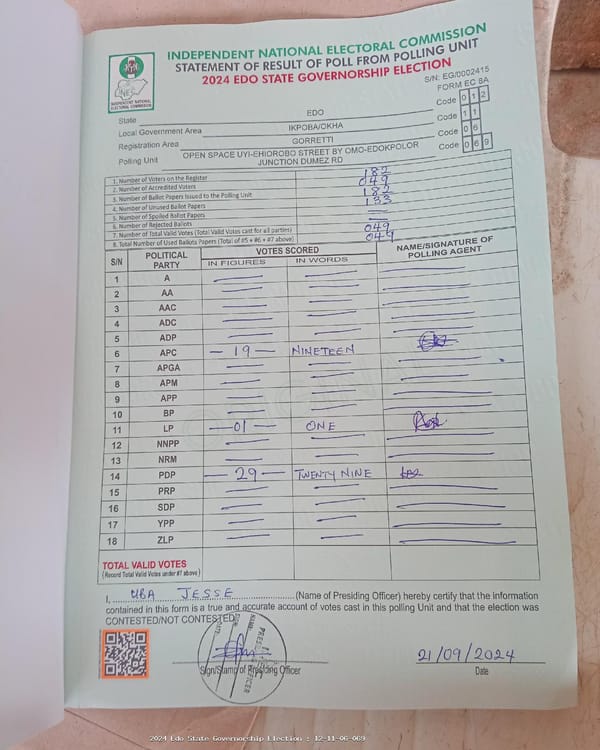 INDEPENDENT NATIONAL ELECTORAL COMMISSION
STATEMENT OF RESULT OF POLL FROM POLLING UNIT
2024 EDO STATE GOVERNORSHIP ELECTION
INEC
INDEPENDENT NATIONAL
ELECTORAL COMMISSION
S/N: EG/0002415
FORM EC 8A
State EDO Code 0 1 2
Local Government Area IKPOBA/OKHA Code 1 1
Registration Area GORRETTI Code 0 6
Polling Unit OPEN SPACE UYI-EHIOROBO STREET BY OMO-EDOKPOLOR JUNCTION DUMEZ RD Code 0 6 9
1. Number of Voters on the Register 182
2. Number of Accredited Voters 049
3. Number of Ballot Papers Issued to the Polling Unit 182
4. Number of Unused Ballot Papers 133
5. Number of Spoiled Ballot Papers —
6. Number of Rejected Ballots —
7. Number of Total Valid Votes (Total Valid Votes cast for all parties) 049
8. Total Number of Used Ballots Papers (Total of #5 + #6 + #7 above) 049
S/N POLITICAL PARTY VOTES SCORED NAME/SIGNATURE OF POLLING AGENT
IN FIGURES IN WORDS
1 A
2 AA
3 AAC
4 ADC
5 ADP
6 APC — 19 — NINETEEN
7 APGA
8 APM
9 APP
10 BP
11 LP — 01 — ONE
12 NNPP
13 NRM
14 PDP — 29 — TWENTY NINE
15 PRP
16 SDP
17 YPP
18 ZLP
TOTAL VALID VOTES
(Record Total Valid Votes under #7 above)
I, UBA JESSE (Name of Presiding Officer) hereby certify that the information
contained in this form is a true and accurate account of votes cast in this polling Unit and that the election was
CONTESTED/NOT CONTESTED
Sign/Stamp of Presiding Officer
21/09/2024
Date
2024 Edo State Governorship Election : 12-11-06-069